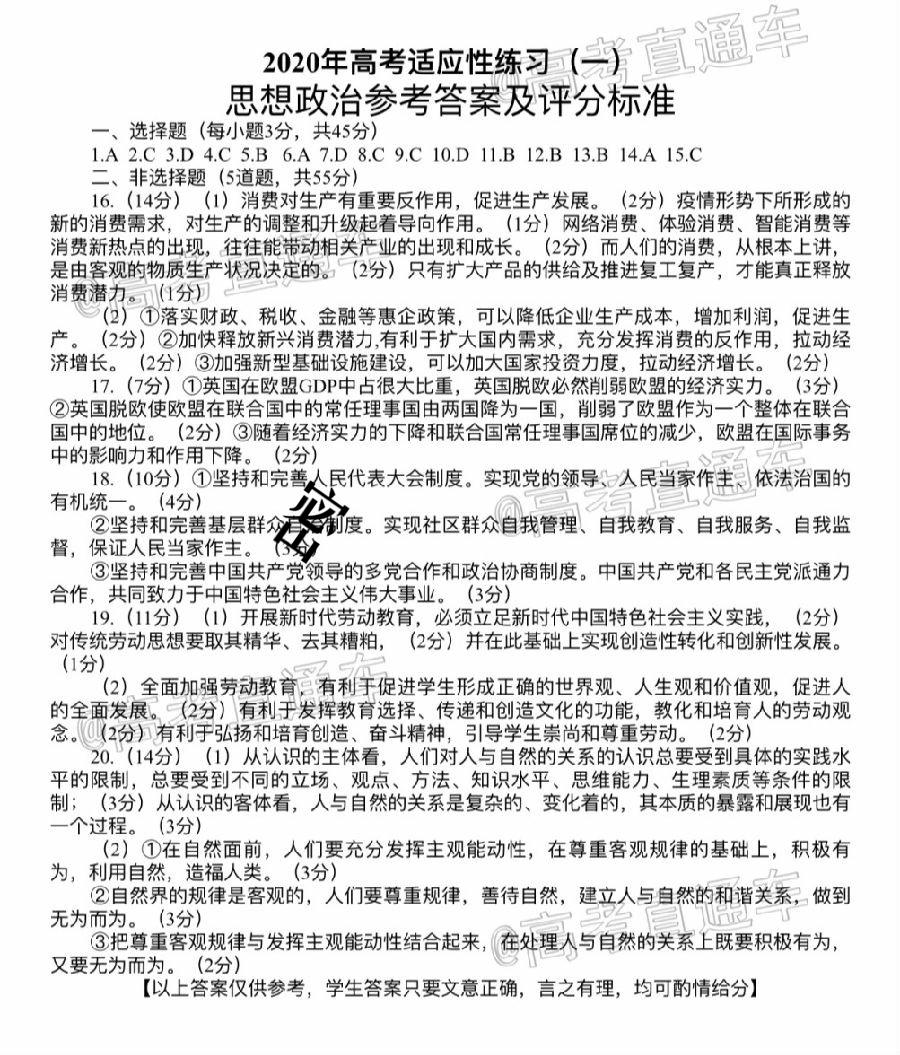 2020年高考适应性练习（一）
思想政治参考答案及评分标准
一、选择题（每小题3分，共45分）
1.A 2.C 3.D 4.C 5.B 6.A 7.D 8.C 9.C 10.D 11.B 12.B 13.B 14.A 15.C
二、非选择题（5道题，共55分）
16.（14分）（1）消费对生产有重要反作用，促进生产发展。（2分）疫情形势下所形成的
新的消费需求，对生产的调整和升级起着导向作用。（1分）网络消费、体验消费、智能消费等
消费新热点的出现，往往能带动相关产业的出现和成长。（2分）而人们的消费，从根本上讲，
是由客观的物质生产状况决定的。（2分）只有扩大产品的供给及推进复工复产，才能真正释放
消费潜力。（1分）
（2）①落实财政、税收、金融等惠企政策，可以降低企业生产成本，增加利润，促进生
产。（2分）②加快释放新兴消费潜力,有利于扩大国内需求，充分发挥消费的反作用，拉动经
济增长。（2分）③加强新型基础设施建设，可以加大国家投资力度，拉动经济增长。（2分）
17.（7分）①英国在欧盟GDP中占很大比重，英国脱欧必然削弱欧盟的经济实力。（3分）
②英国脱欧使欧盟在联合国中的常任理事国由两国降为一国，削弱了欧盟作为一个整体在联合
国中的地位。（2分）③随着经济实力的下降和联合国常任理事国席位的减少，欧盟在国际事务
中的影响力和作用下降。（2分）
18.（10分）①坚持和完善人民代表大会制度。实现党的领导、人民当家作主、依法治国的
有机统一。（4分）
②坚持和完善基层群众自治制度。实现社区群众自我管理、自我教育、自我服务、自我监
督，保证人民当家作主。（3分）
密
③坚持和完善中国共产党领导的多党合作和政治协商制度。中国共产党和各民主党派通力
合作，共同致力于中国特色社会主义伟大事业。（3分）
19.（11分）（1）开展新时代劳动教育，必须立足新时代中国特色社会主义实践，（2分）
对传统劳动思想要取其精华、去其糟粕，（2分）并在此基础上实现创造性转化和创新性发展。
（1分）
（2）全面加强劳动教育，有利于促进学生形成正确的世界观、人生观和价值观，促进人
的全面发展。（2分）有利于发挥教育选择、传递和创造文化的功能，教化和培育人的劳动观
念。（2分）有利于弘扬和培育创造、奋斗精神，引导学生崇尚和尊重劳动。（2分）
20.（14分）（1）从认识的主体看，人们对人与自然的关系的认识总要受到具体的实践水
平的限制，总要受到不同的立场、观点、方法、知识水平、思维能力、生理素质等条件的限
制；（3分）从认识的客体看，人与自然的关系是复杂的、变化着的，其本质的暴露和展现也有
一个过程。（3分）
（2）①在自然面前，人们要充分发挥主观能动性，在尊重客观规律的基础上，积极有
为，利用自然，造福人类。（3分）
②自然界的规律是客观的，人们要尊重规律，善待自然，建立人与自然的和谐关系，做到
无为而为。（3分）
③把尊重客观规律与发挥主观能动性结合起来，在处理人与自然的关系上既要积极有为，
又要无为而为。（2分）
【以上答案仅供参考，学生答案只要文意正确，言之有理，均可酌情给分】
@高考直通车
@高考直通车
@高考直通车
@高考直通车
@高考直通车